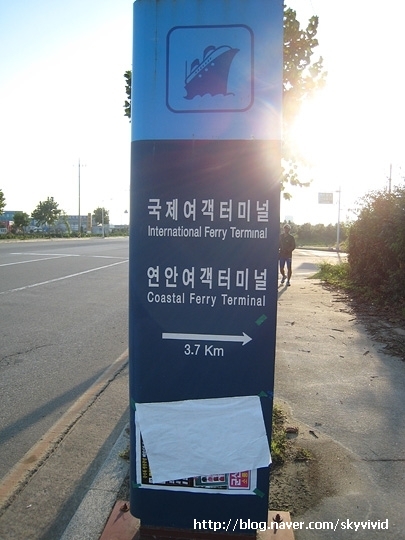 국제여객터미널
International Ferry Terminal
연안여객터미널
Coastal Ferry Terminal
3.7 Km
http://blog.naver.com/skyvivid